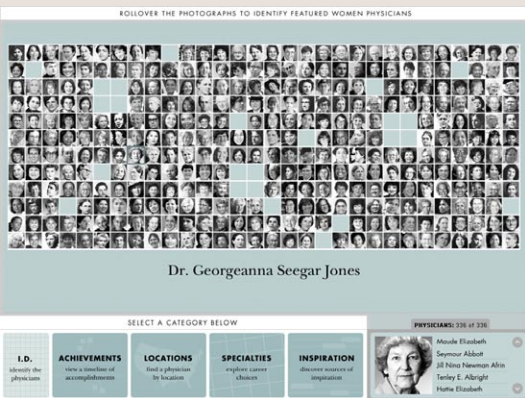 ROLLOVER THE PHOTOGRAPHS TO IDENTIFY FEATURED WOMEN PHYSICIANS
Dr. Georgeanna Seegar Jones
SELECT A CATEGORY BELOW
I.D.
identify the
physicians
ACHIEVEMENTS
view a timeline of
accomplishments
LOCATIONS
find a physician
by location
SPECIALTIES
explore career
choices
INSPIRATION
discover sources of
inspiration
PHYSICIANS: 336 of 336
Maude Elizabeth
Seymour Abbott
Jill Nina Newman Afrin
Tenley E. Albright
Hattie Elizabeth